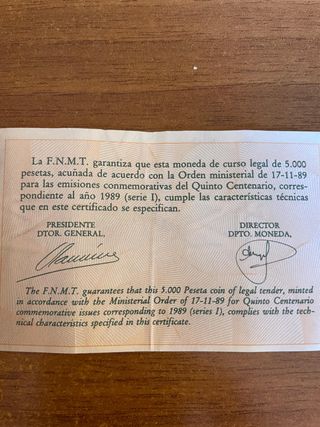 La F.N.M.T. garantiza que esta moneda de curso legal de 5.000
pesetas, acuñada de acuerdo con la Orden ministerial de 17-11-89
para las emisiones conmemorativas del Quinto Centenario, corres-
pondiente al año 1989 (serie I), cumple las características técnicas
que en este certificado se especifican.
PRESIDENTE
DTOR. GENERAL,
DIRECTOR
DPTO. MONEDA,
The F.N.M.T. guarantees that this 5.000 Peseta coin of legal tender, minted
in accordance with the Ministerial Order of 17-11-89 for Quinto Centenario
commemorative issues corresponding to 1989 (series I), complies with the tech-
nical characteristics specified in this certificate.